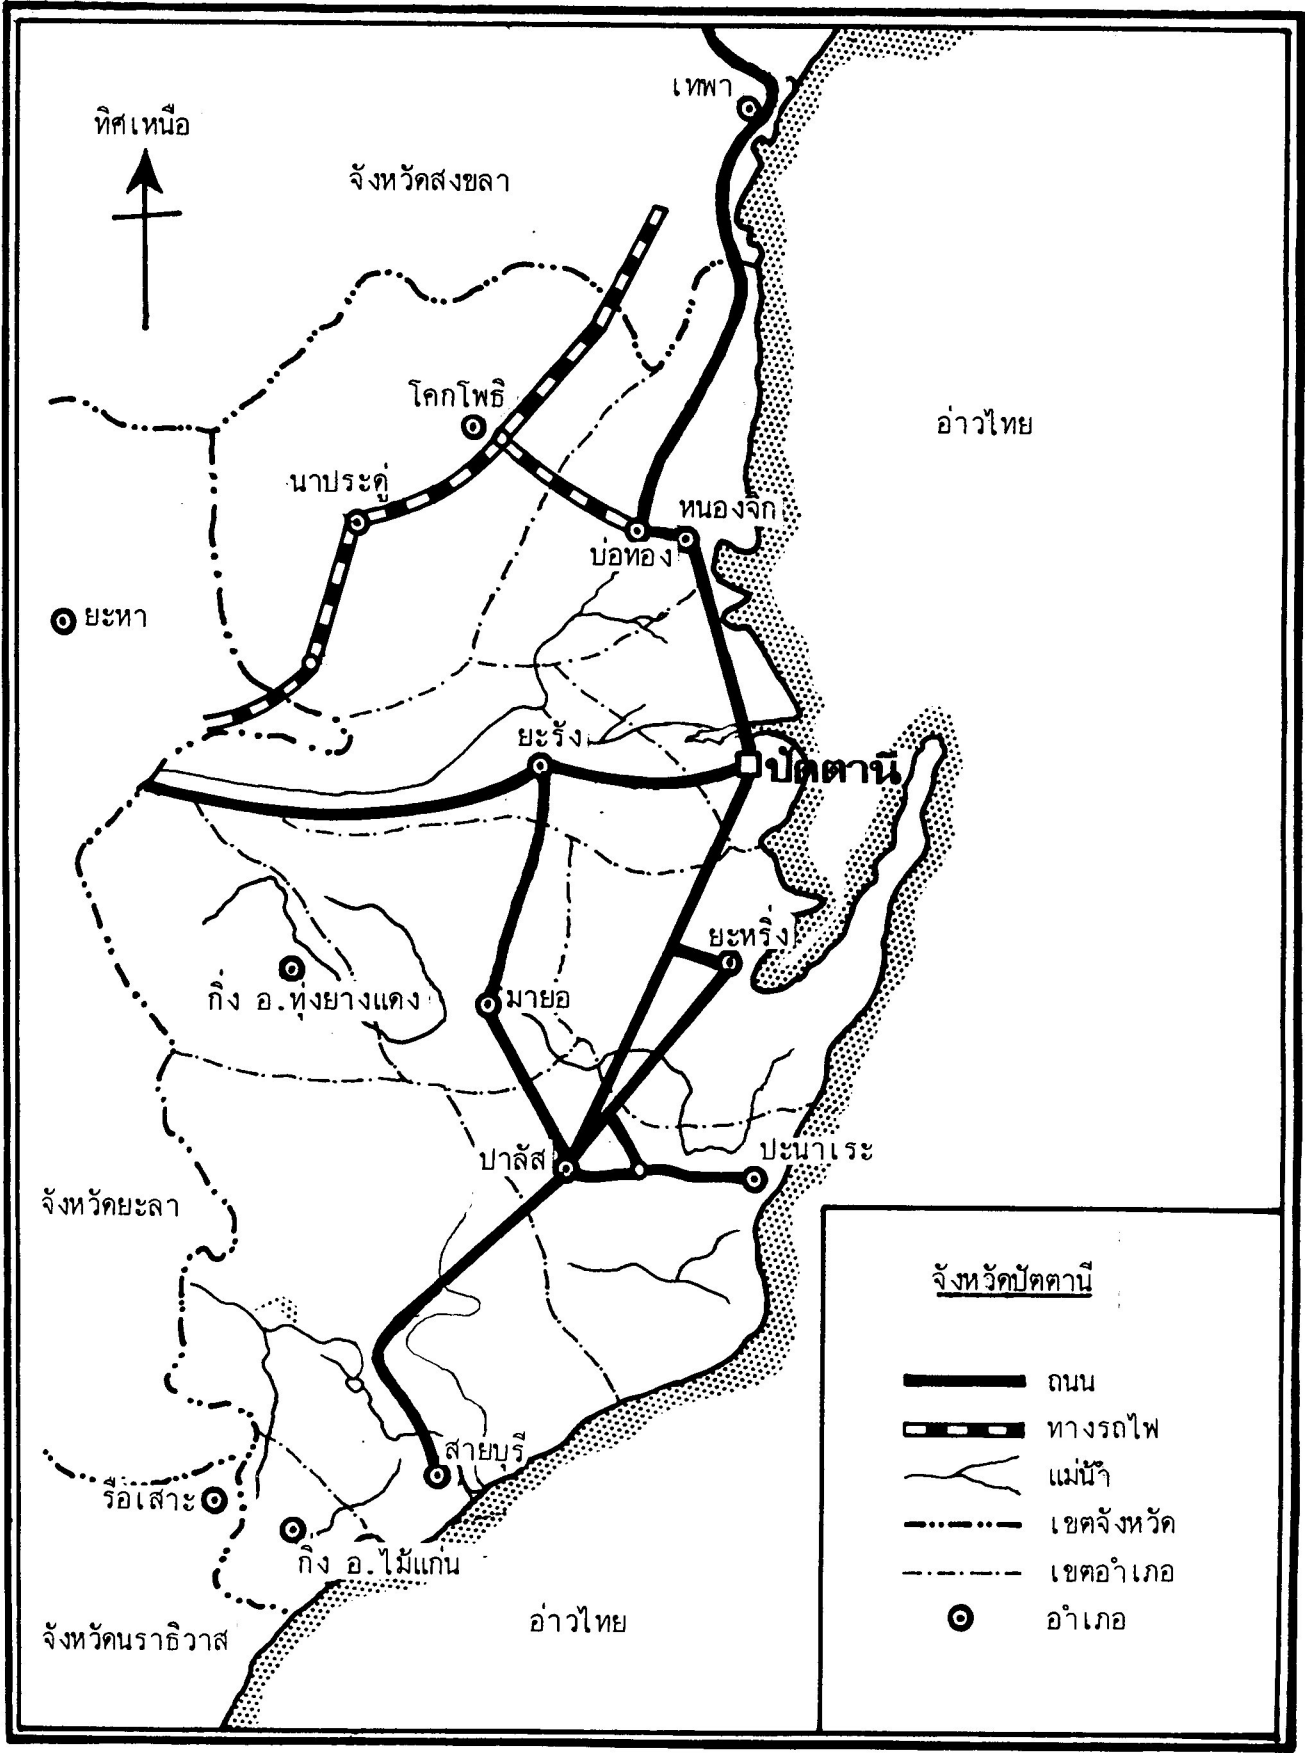 เทพา
ทิศเหนือ
จังหวัดสงขลา
โคกโพธิ
อ่าวไทย
นาประดู่
หนองจิก
บ่อทอง
ยะหา
ยะรัง
ปัตตานี
ยะหริ่ง
กิ่ง อ.ทุ่งยางแดง
มายอ
ปาลัส
ปะนาเระ
จังหวัดยะลา
จังหวัดปัตตานี
ถนน
ทางรถไฟ
แม่น้ำ
เขตจังหวัด
เขตอำเภอ
อำเภอ
สายบุรี
รือเสาะ
กิ่ง อ.ไม้แก่น
อ่าวไทย
จังหวัดนราธิวาส